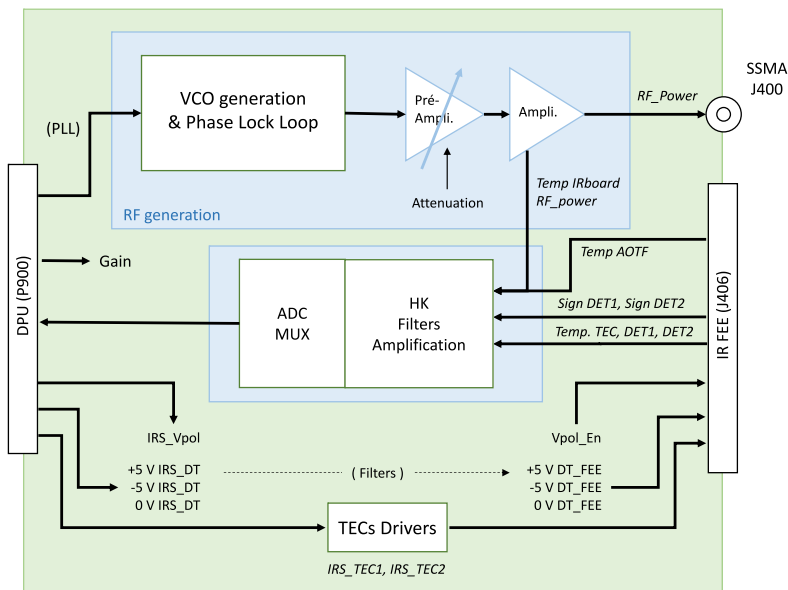 VCO generation
& Phase Lock Loop
Pré-
Ampli.
Ampli.
RF_Power
SSMA
J400
(PLL)
Attenuation
Temp IRboard
RF_power
RF generation
Temp AOTF
Gain
DPU (P900)
ADC
MUX
HK
Filters
Amplification
Sign DET1, Sign DET2
Temp. TEC, DET1, DET2
IR FEE (J406)
IRS_Vpol
Vpol_En
+5 V IRS_DT
-5 V IRS_DT
0 V IRS_DT
( Filters )
+5 V DT_FEE
-5 V DT_FEE
0 V DT_FEE
TECs Drivers
IRS_TEC1, IRS_TEC2